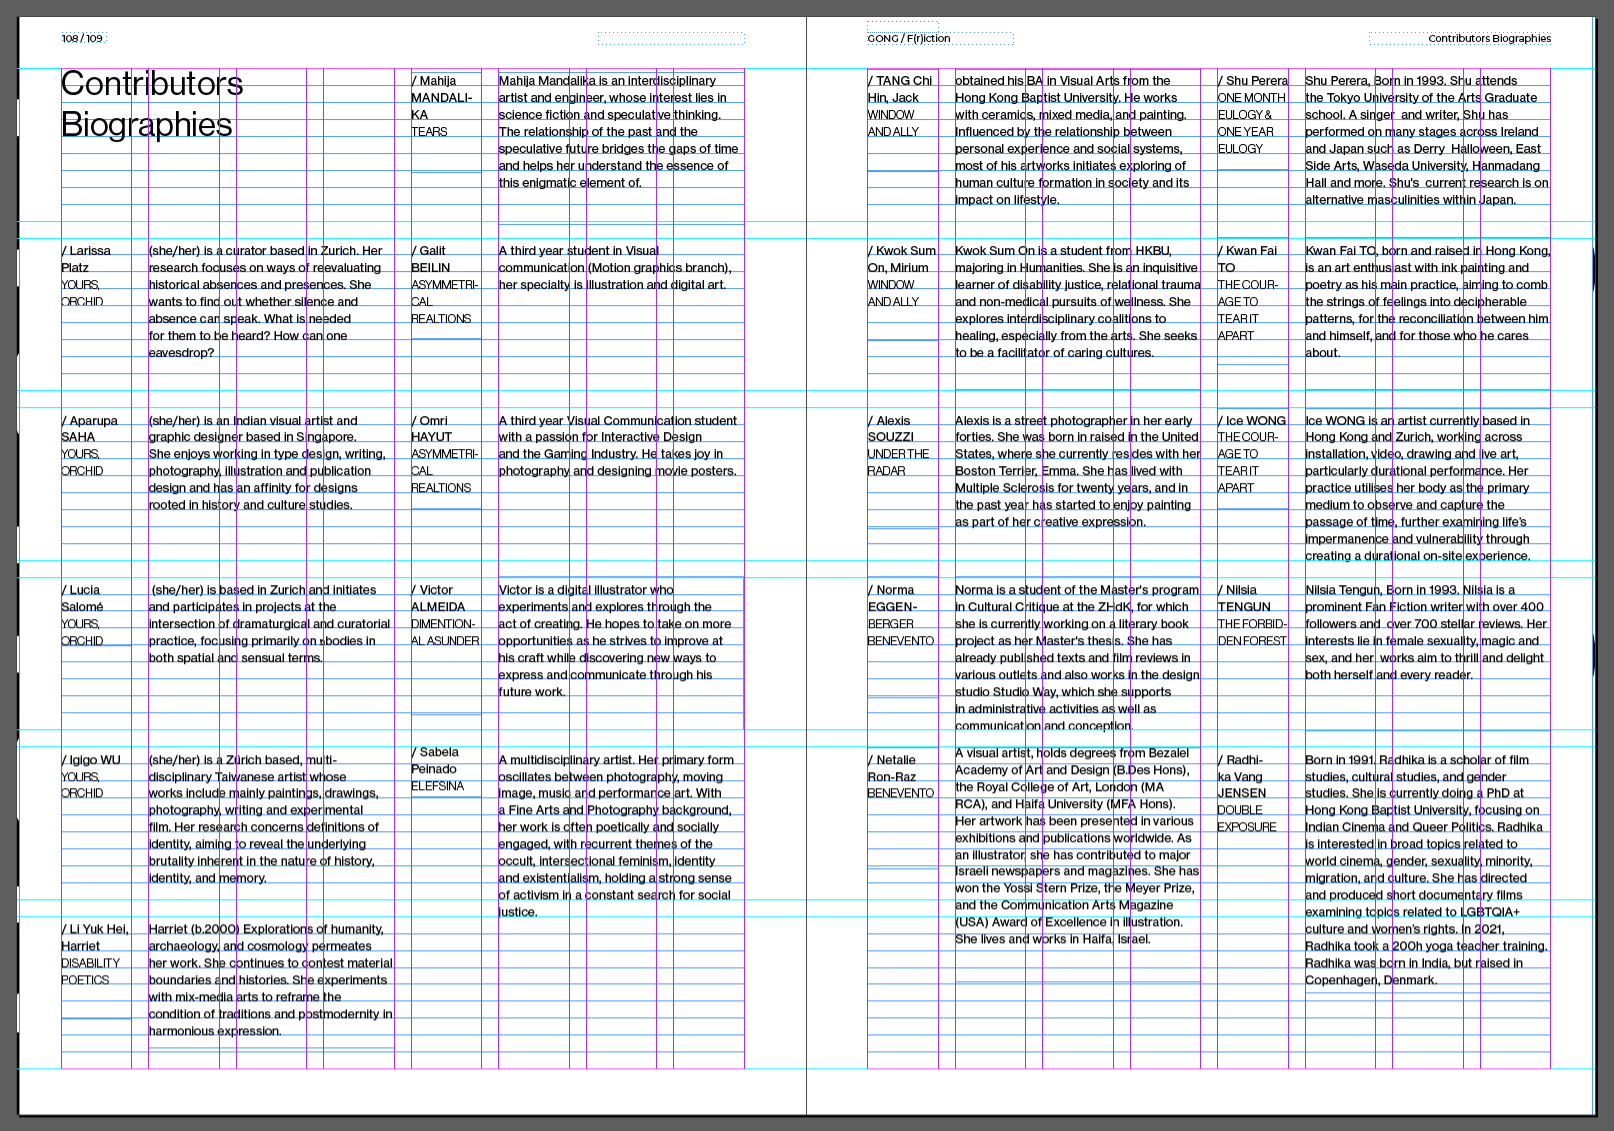 108 / 109
Contributors
Biographies
/ Larissa
Platz
YOURS,
ORCHID
(she/her) is a curator based in Zurich. Her
research focuses on ways of reevaluating
historical absences and presences. She
wants to find out whether silence and
absence can speak. What is needed
for them to be heard? How can one
eavesdrop?
/ Aparupa
SAHA
YOURS,
ORCHID
(she/her) is an Indian visual artist and
graphic designer based in Singapore.
She enjoys working in type design, writing,
photography, illustration and publication
design and has an affinity for designs
rooted in history and culture studies.
/ Lucia
Salomé
YOURS,
ORCHID
(she/her) is based in Zurich and initiates
and participates in projects at the
intersection of dramaturgical and curatorial
practice, focusing primarily on »bodies in
both spatial and sensual terms.
/ Igigo WU
YOURS,
ORCHID
(she/her) is a Zürich based, multi-
disciplinary Taiwanese artist whose
works include mainly paintings, drawings,
photography, writing and experimental
film. Her research concerns definitions of
identity, aiming to reveal the underlying
brutality inherent in the nature of history,
identity, and memory.
/ Li Yuk Hei,
Harriet
DISABILITY
POETICS
Harriet (b.2000) Explorations of humanity,
archaeology, and cosmology permeates
her work. She continues to contest material
boundaries and histories. She experiments
with mix-media arts to reframe the
condition of traditions and postmodernity in
harmonious expression.
/ Mahija
MANDALI-
KA
TEARS
Mahija Mandalika is an interdisciplinary
artist and engineer, whose interest lies in
science fiction and speculative thinking.
The relationship of the past and the
speculative future bridges the gaps of time
and helps her understand the essence of
this enigmatic element of.
/ Galit
BEILIN
ASYMMETRI-
CAL
REALTIONS
A third year student in Visual
communication (Motion graphics branch),
her specialty is illustration and digital art.
/ Omri
HAYUT
ASYMMETRI-
CAL
REALTIONS
A third year Visual Communication student
with a passion for Interactive Design
and the Gaming Industry. He takes joy in
photography and designing movie posters.
/ Victor
ALMEIDA
DIMENTION-
AL ASUNDER
Victor is a digital illustrator who
experiments and explores through the
act of creating. He hopes to take on more
opportunities as he strives to improve at
his craft while discovering new ways to
express and communicate through his
future work.
/ Sabela
Peinado
ELEFSINA
A multidisciplinary artist. Her primary form
oscillates between photography, moving
image, music and performance art. With
a Fine Arts and Photography background,
her work is often poetically and socially
engaged, with recurrent themes of the
occult, intersectional feminism, identity
and existentialism, holding a strong sense
of activism in a constant search for social
justice.
GONG / F(r)iction
Contributors Biographies
/ TANG Chi
Hin, Jack
WINDOW
AND ALLY
obtained his BA in Visual Arts from the
Hong Kong Baptist University. He works
with ceramics, mixed media, and painting.
Influenced by the relationship between
personal experience and social systems,
most of his artworks initiates exploring of
human culture formation in society and its
impact on lifestyle.
/ Kwok Sum
On, Mirium
WINDOW
AND ALLY
Kwok Sum On is a student from HKBU,
majoring in Humanities. She is an inquisitive
learner of disability justice, relational trauma
and non-medical pursuits of wellness. She
explores interdisciplinary coalitions to
healing, especially from the arts. She seeks
to be a facilitator of caring cultures.
/ Alexis
SOUZZI
UNDER THE
RADAR
Alexis is a street photographer in her early
forties. She was born in raised in the United
States, where she currently resides with her
Boston Terrier, Emma. She has lived with
Multiple Sclerosis for twenty years, and in
the past year has started to enjoy painting
as part of her creative expression.
/ Norma
EGGEN-
BERGER
BENEVENTO
Norma is a student of the Master's program
in Cultural Critique at the ZHdK, for which
she is currently working on a literary book
project as her Master's thesis. She has
already published texts and film reviews in
various outlets and also works in the design
studio Studio Way, which she supports
in administrative activities as well as
communication and conception.
/ Netalie
Ron-Raz
BENEVENTO
A visual artist, holds degrees from Bezalel
Academy of Art and Design (B.Des Hons),
the Royal College of Art, London (MA
RCA), and Haifa University (MFA Hons).
Her artwork has been presented in various
exhibitions and publications worldwide. As
an illustrator, she has contributed to major
Israeli newspapers and magazines. She has
won the Yossi Stern Prize, the Meyer Prize,
and the Communication Arts Magazine
(USA) Award of Excellence in illustration.
She lives and works in Haifa, Israel.
/ Shu Perera
ONE MONTH
EULOGY &
ONE YEAR
EULOGY
Shu Perera, Born in 1993. Shu attends
the Tokyo University of the Arts Graduate
school. A singer and writer, Shu has
performed on many stages across Ireland
and Japan such as Derry Halloween, East
Side Arts, Waseda University, Hanmadang
Hall and more. Shu's current research is on
alternative masculinities within Japan.
/ Kwan Fai
TO
THE COUR-
AGE TO
TEAR IT
APART
Kwan Fai TO, born and raised in Hong Kong,
is an art enthusiast with ink painting and
poetry as his main practice, aiming to comb
the strings of feelings into decipherable
patterns, for the reconciliation between him
and himself, and for those who he cares
about.
/ Ice WONG
THE COUR-
AGE TO
TEAR IT
APART
Ice WONG is an artist currently based in
Hong Kong and Zurich, working across
installation, video, drawing and live art,
particularly durational performance. Her
practice utilises her body as the primary
medium to observe and capture the
passage of time, further examining life's
impermanence and vulnerability through
creating a durational on-site experience.
/ Nilsia
TENGUN
THE FORBID-
DEN FOREST
Nilsia Tengun, Born in 1993. Nilsia is a
prominent Fan Fiction writer with over 400
followers and over 700 stellar reviews. Her
interests lie in female sexuality, magic and
sex, and her works aim to thrill and delight
both herself and every reader.
/ Radhi-
ka Vang
JENSEN
DOUBLE
EXPOSURE
Born in 1991, Radhika is a scholar of film
studies, cultural studies, and gender
studies. She is currently doing a PhD at
Hong Kong Baptist University, focusing on
Indian Cinema and Queer Politics. Radhika
is interested in broad topics related to
world cinema, gender, sexuality, minority,
migration, and culture. She has directed
and produced short documentary films
examining topics related to LGBTQIA+
culture and women's rights. In 2021,
Radhika took a 200h yoga teacher training.
Radhika was born in India, but raised in
Copenhagen, Denmark.